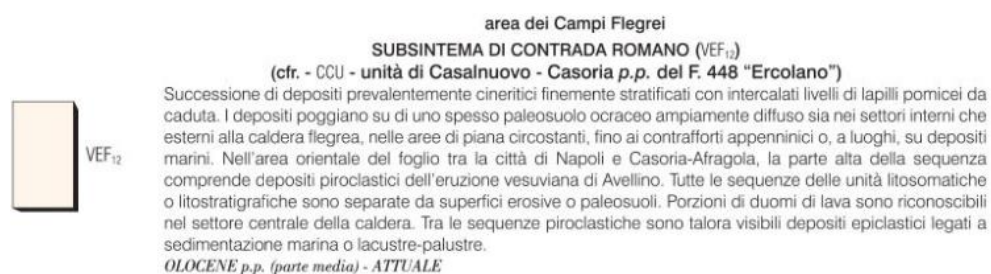 area dei Campi Flegrei
SUBSINTEMA DI CONTRADA ROMANO (VEF₁₂)
(cfr. - CCU - unità di Casalnuovo - Casoria p.p. del F. 448 “Ercolano”)
Successione di depositi prevalentemente cineritici finemente stratificati con intercalati livelli di lapilli pomicei da
caduta. I depositi poggiano su di uno spesso paleosuolo ocraceo ampiamente diffuso sia nei settori interni che
esterni alla caldera flegrea, nelle aree di piana circostanti, fino ai contrafforti appenninici o, a luoghi, su depositi
marini. Nell'area orientale del foglio tra la città di Napoli e Casoria-Afragola, la parte alta della sequenza
comprende depositi piroclastici dell'eruzione vesuviana di Avellino. Tutte le sequenze delle unità litosomatiche
o litostratigrafiche sono separate da superfici erosive o paleosuoli. Porzioni di duomi di lava sono riconoscibili
nel settore centrale della caldera. Tra le sequenze piroclastiche sono talora visibili depositi epiclastici legati a
sedimentazione marina o lacustre-palustre.
OLOCENE p.p. (parte media) - ATTUALE
VEF₁₂